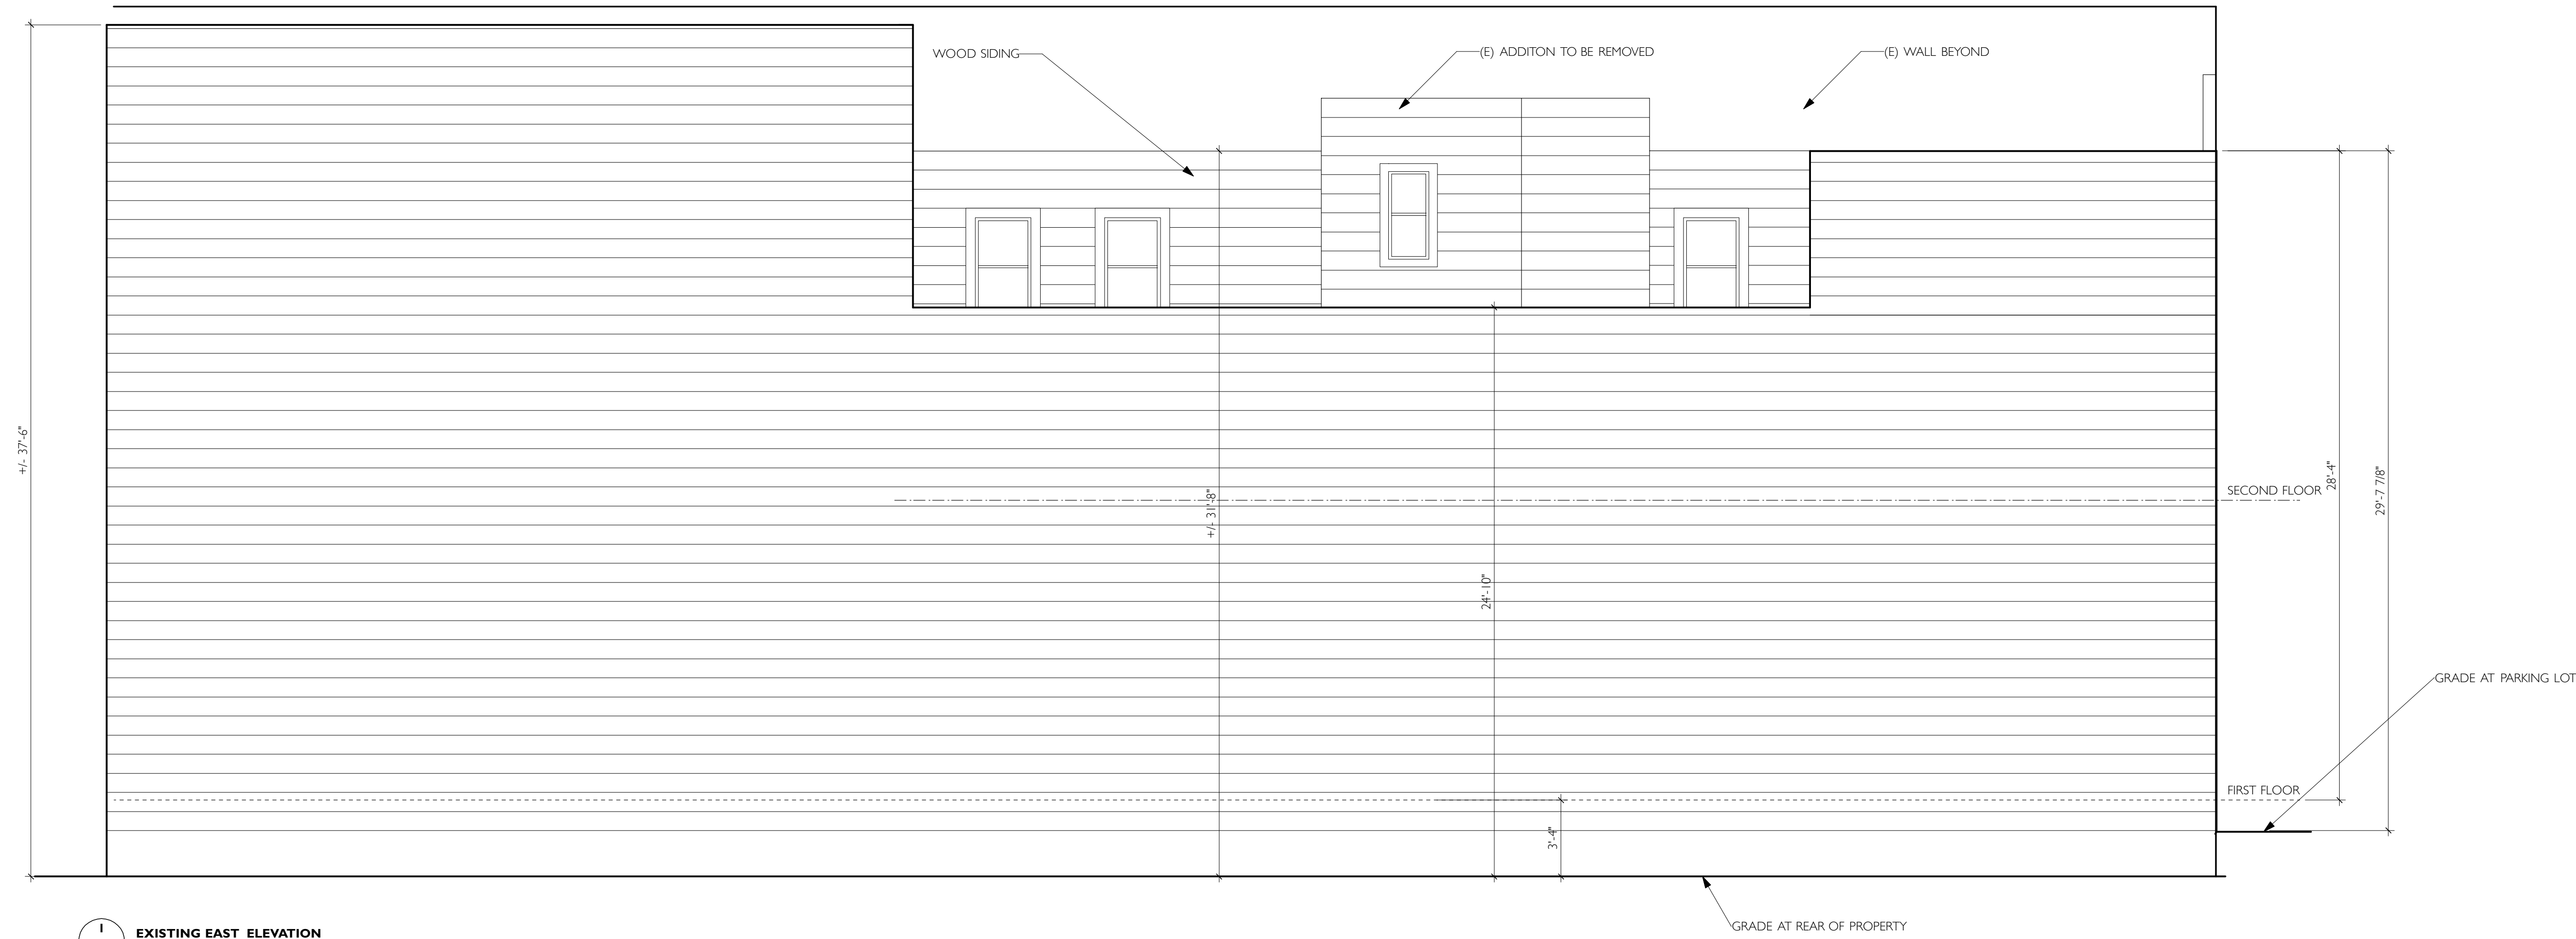 WOOD SIDING
(E) ADDITON TO BE REMOVED
(E) WALL BEYOND
+/- 37'-6"
+/- 31'-8"
24'-10"
3'-4"
SECOND FLOOR
28'-4"
29'-7 7/8"
GRADE AT PARKING LOT
FIRST FLOOR
GRADE AT REAR OF PROPERTY
1
EXISTING EAST ELEVATION